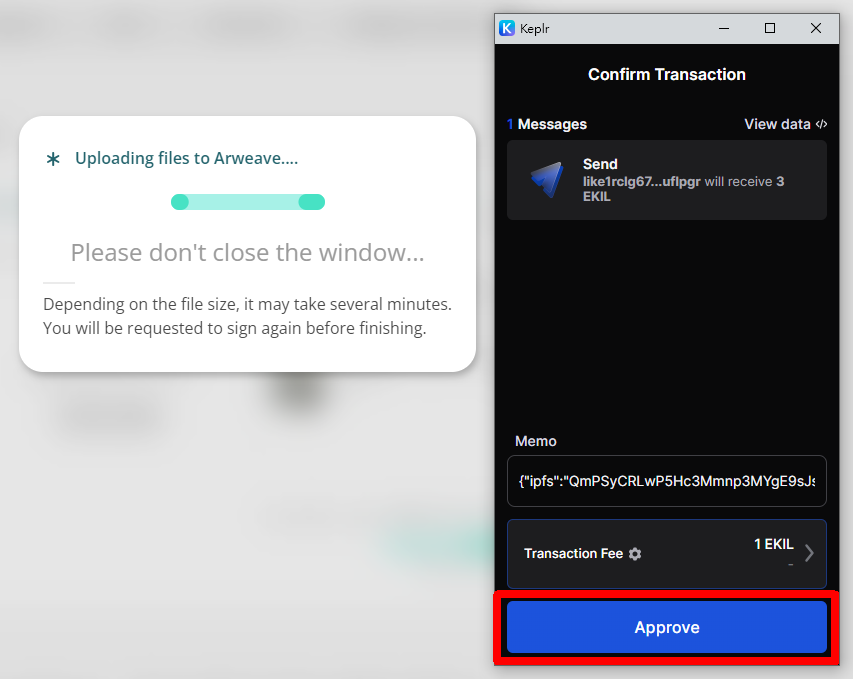 Uploading files to Arweave....
Please don't close the window...
Depending on the file size, it may take several minutes.
You will be requested to sign again before finishing.
Keplr
Confirm Transaction
1 Messages
View data </>
Send
like1rclg67...uflpgr will receive 3
EKIL
Memo
{"ipfs":"QmPSyCRLwP5Hc3Mmnp3MYgE9sJs
Transaction Fee
1 EKIL
-
Approve